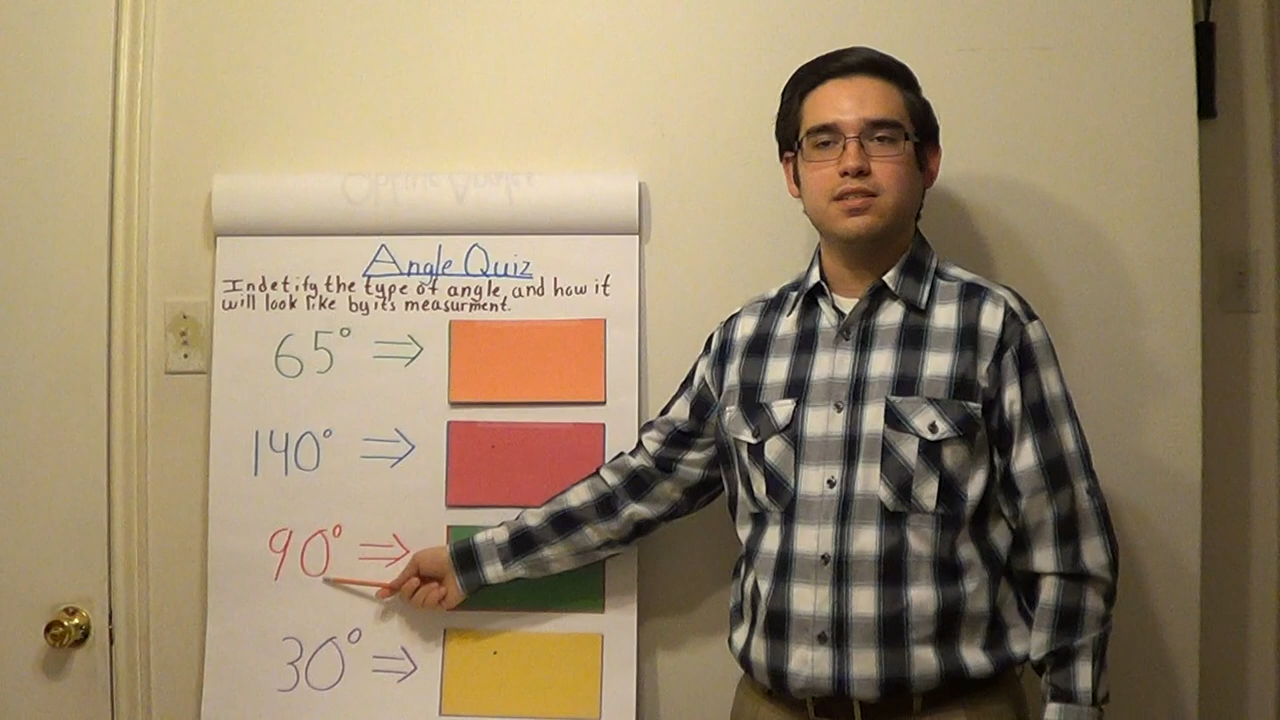 Angle Quiz
Indetify the type of angle, and how it
will look like by its measurment.
65° ⇒
140° ⇒
90° ⇒
30° ⇒